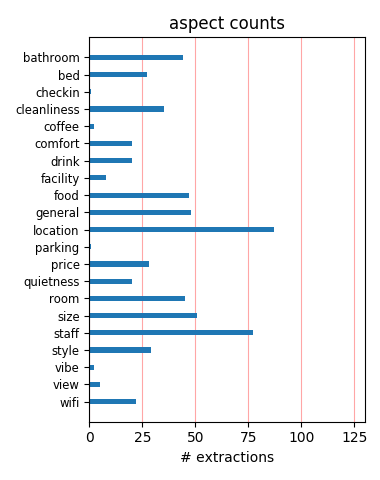 aspect counts
bathroom
bed
checkin
cleanliness
coffee
comfort
drink
facility
food
general
location
parking
price
quietness
room
size
staff
style
vibe
view
wifi
0 25 50 75 100 125
# extractions